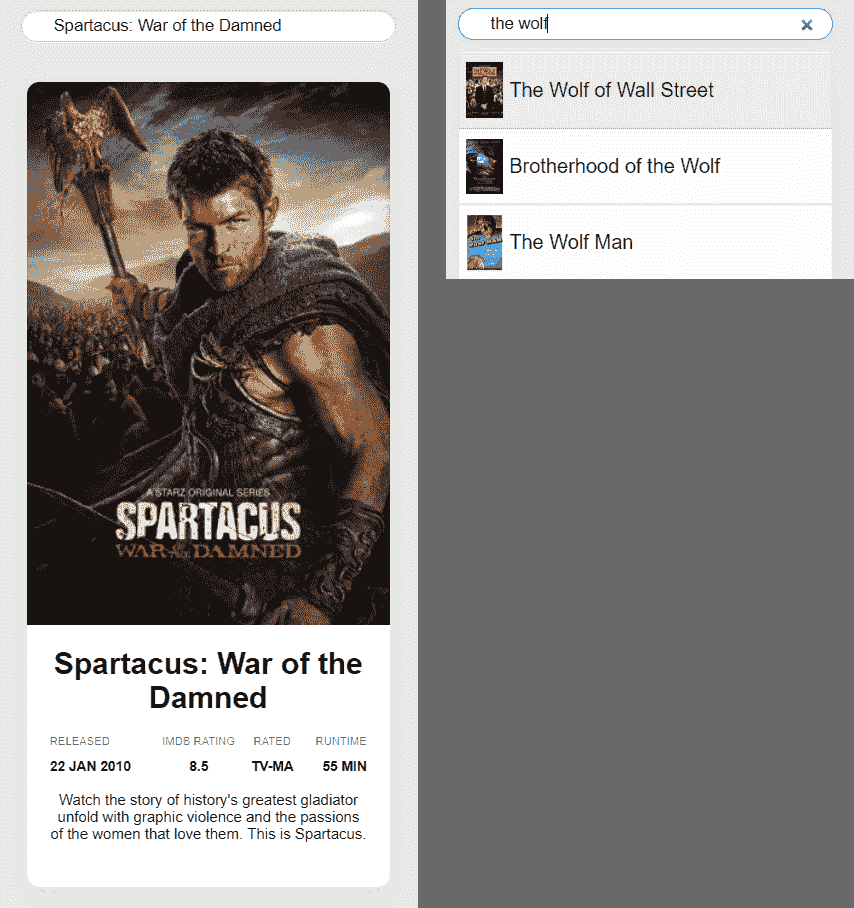 Spartacus: War of the Damned
A STARZ ORIGINAL SERIES
SPARTACUS
WAR OF THE DAMNED
Spartacus: War of the
Damned
RELEASED IMDB RATING RATED RUNTIME
22 JAN 2010 8.5 TV-MA 55 MIN
Watch the story of history's greatest gladiator
unfold with graphic violence and the passions
of the women that love them. This is Spartacus.
the wolf
The Wolf of Wall Street
Brotherhood of the Wolf
The Wolf Man